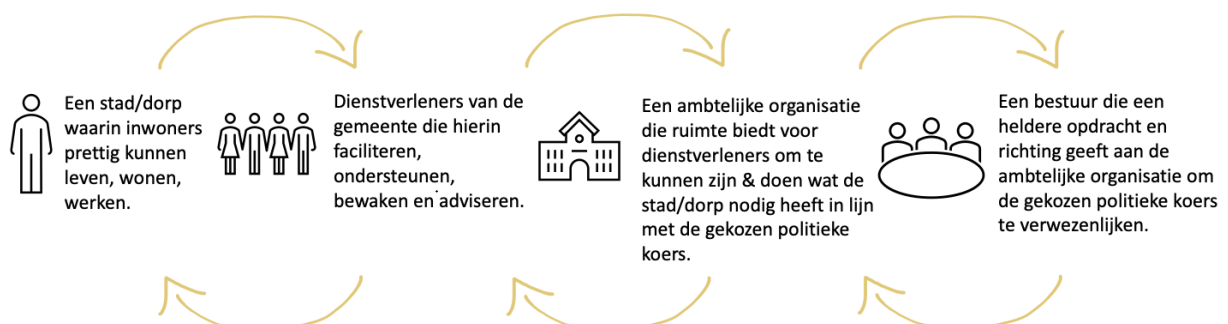 Een stad/dorp
waarin inwoners
prettig kunnen
leven, wonen,
werken.
Dienstverleners van de
gemeente die hierin
faciliteren,
ondersteunen,
bewaken en adviseren.
Een ambtelijke organisatie
die ruimte biedt voor
dienstverleners om te
kunnen zijn & doen wat de
stad/dorp nodig heeft in lijn
met de gekozen politieke
koers.
Een bestuur die een
heldere opdracht en
richting geeft aan de
ambtelijke organisatie om
de gekozen politieke koers
te verwezenlijken.